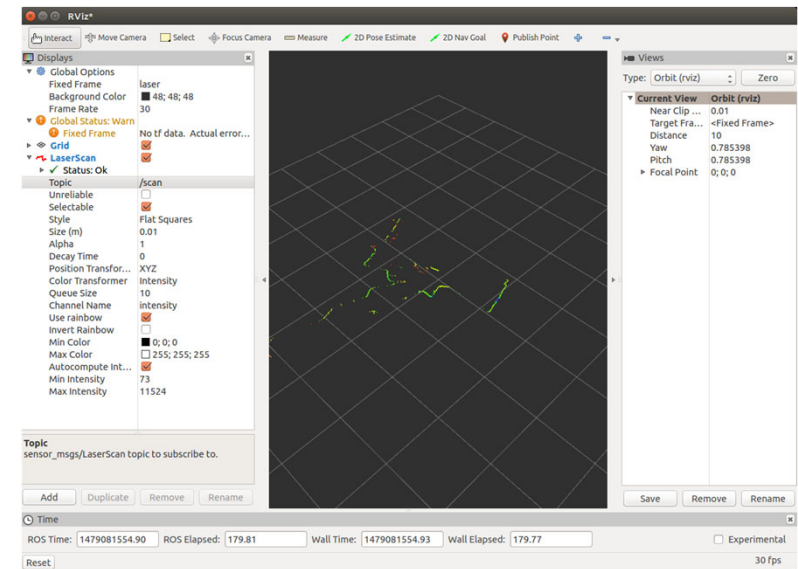 RViz*
Interact Move Camera Select Focus Camera Measure 2D Pose Estimate 2D Nav Goal Publish Point
Displays
Global Options
Fixed Frame laser
Background Color 48; 48; 48
Frame Rate 30
Global Status: Warn
Fixed Frame No tf data. Actual error...
Grid
LaserScan
Status: Ok
Topic /scan
Unreliable
Selectable
Style Flat Squares
Size (m) 0.01
Alpha 1
Decay Time 0
Position Transfor... XYZ
Color Transformer Intensity
Queue Size 10
Channel Name intensity
Use rainbow
Invert Rainbow
Min Color 0; 0; 0
Max Color 255; 255; 255
Autocompute Int...
Min Intensity 73
Max Intensity 11524
Topic
sensor_msgs/LaserScan topic to subscribe to.
Add Duplicate Remove Rename
Views
Type: Orbit (rviz) Zero
Current View Orbit (rviz)
Near Clip ... 0.01
Target Fra... <Fixed Frame>
Distance 10
Yaw 0.785398
Pitch 0.785398
Focal Point 0; 0; 0
Save Remove Rename
Time
ROS Time: 1479081554.90 ROS Elapsed: 179.81 Wall Time: 1479081554.93 Wall Elapsed: 179.77 Experimental
Reset 30 fps